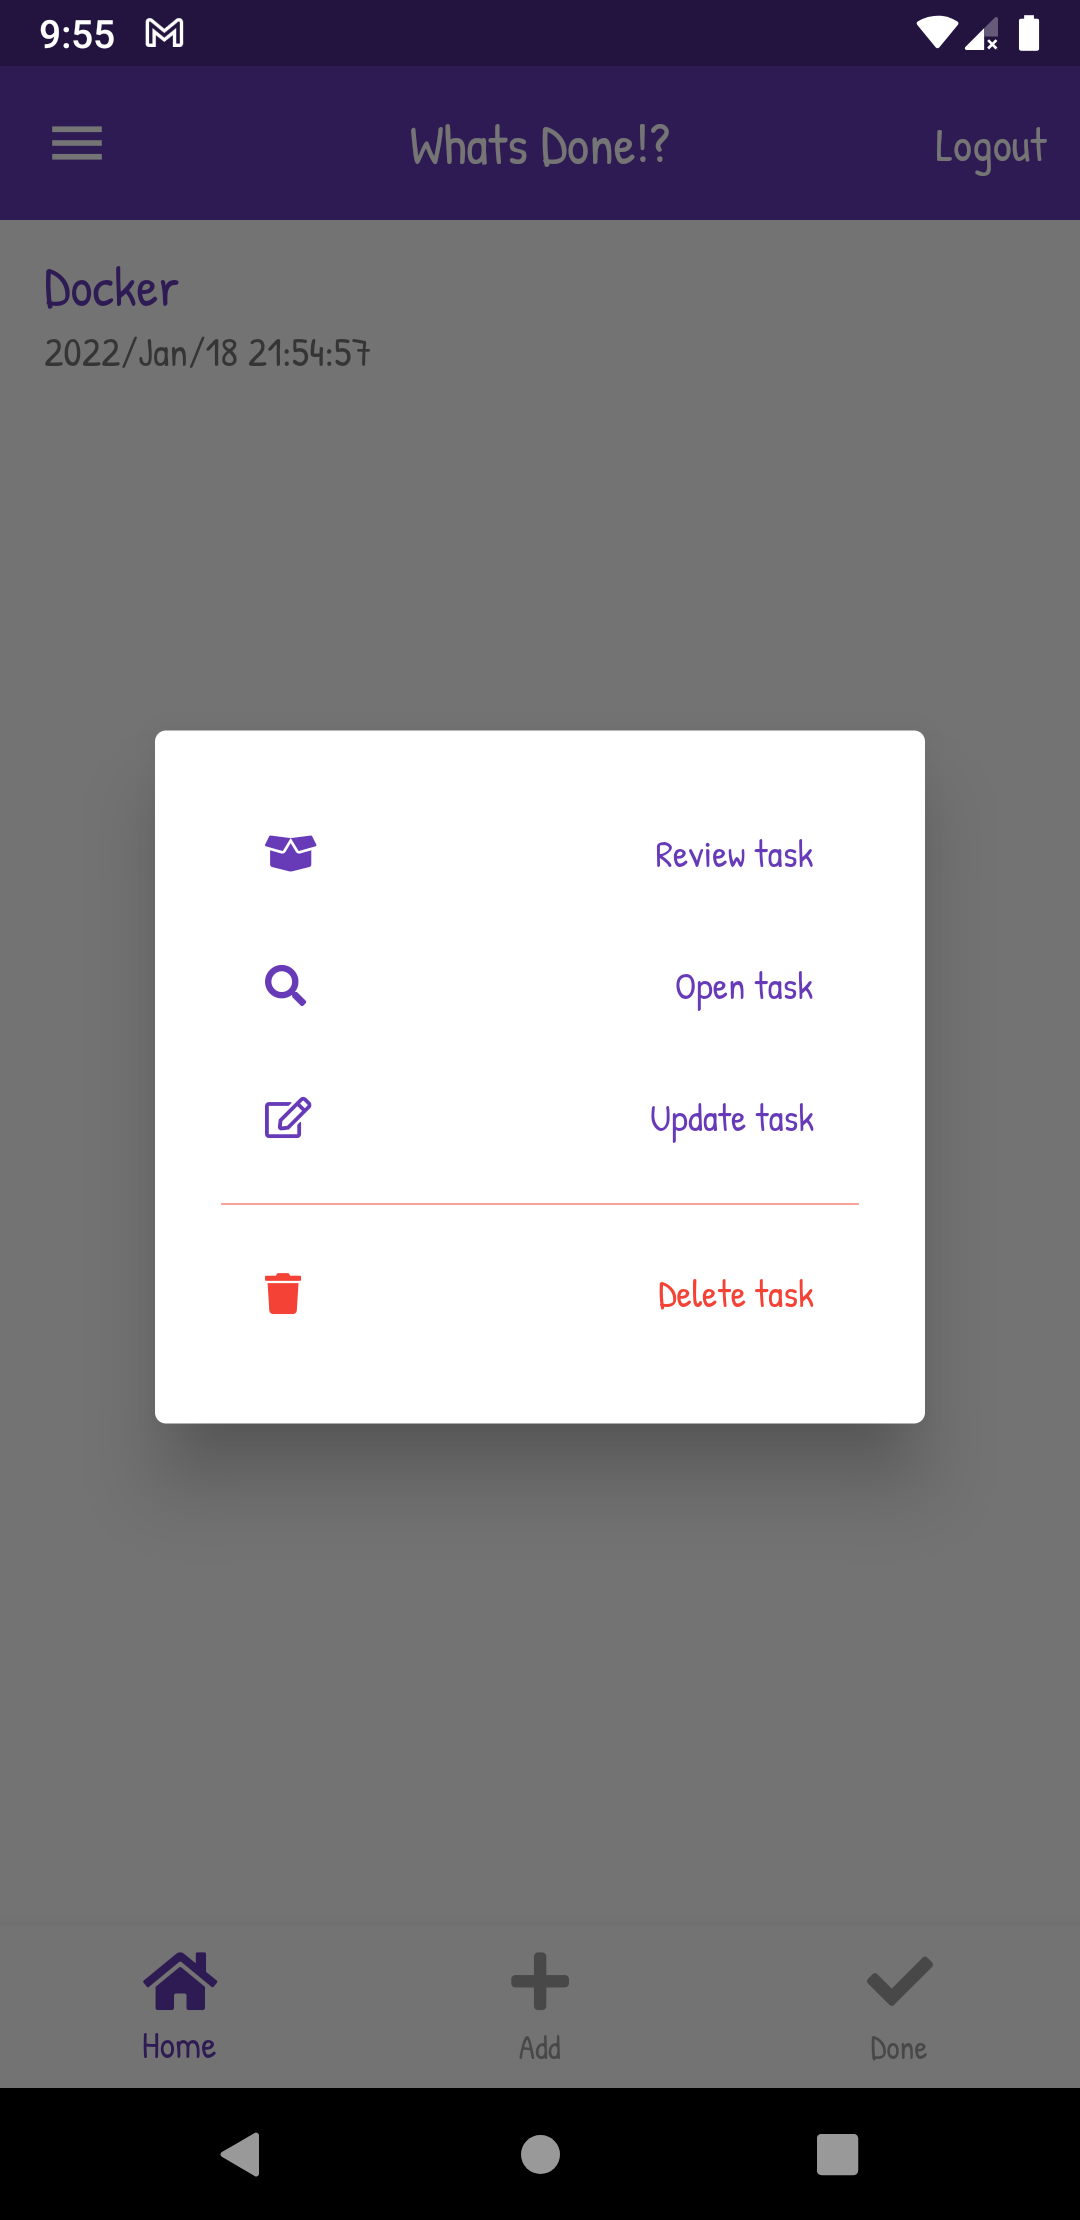 9:55
Whats Done!?
Logout
Docker
2022/Jan/18 21:54:57
Review task
Open task
Update task
Delete task
Home
Add
Done